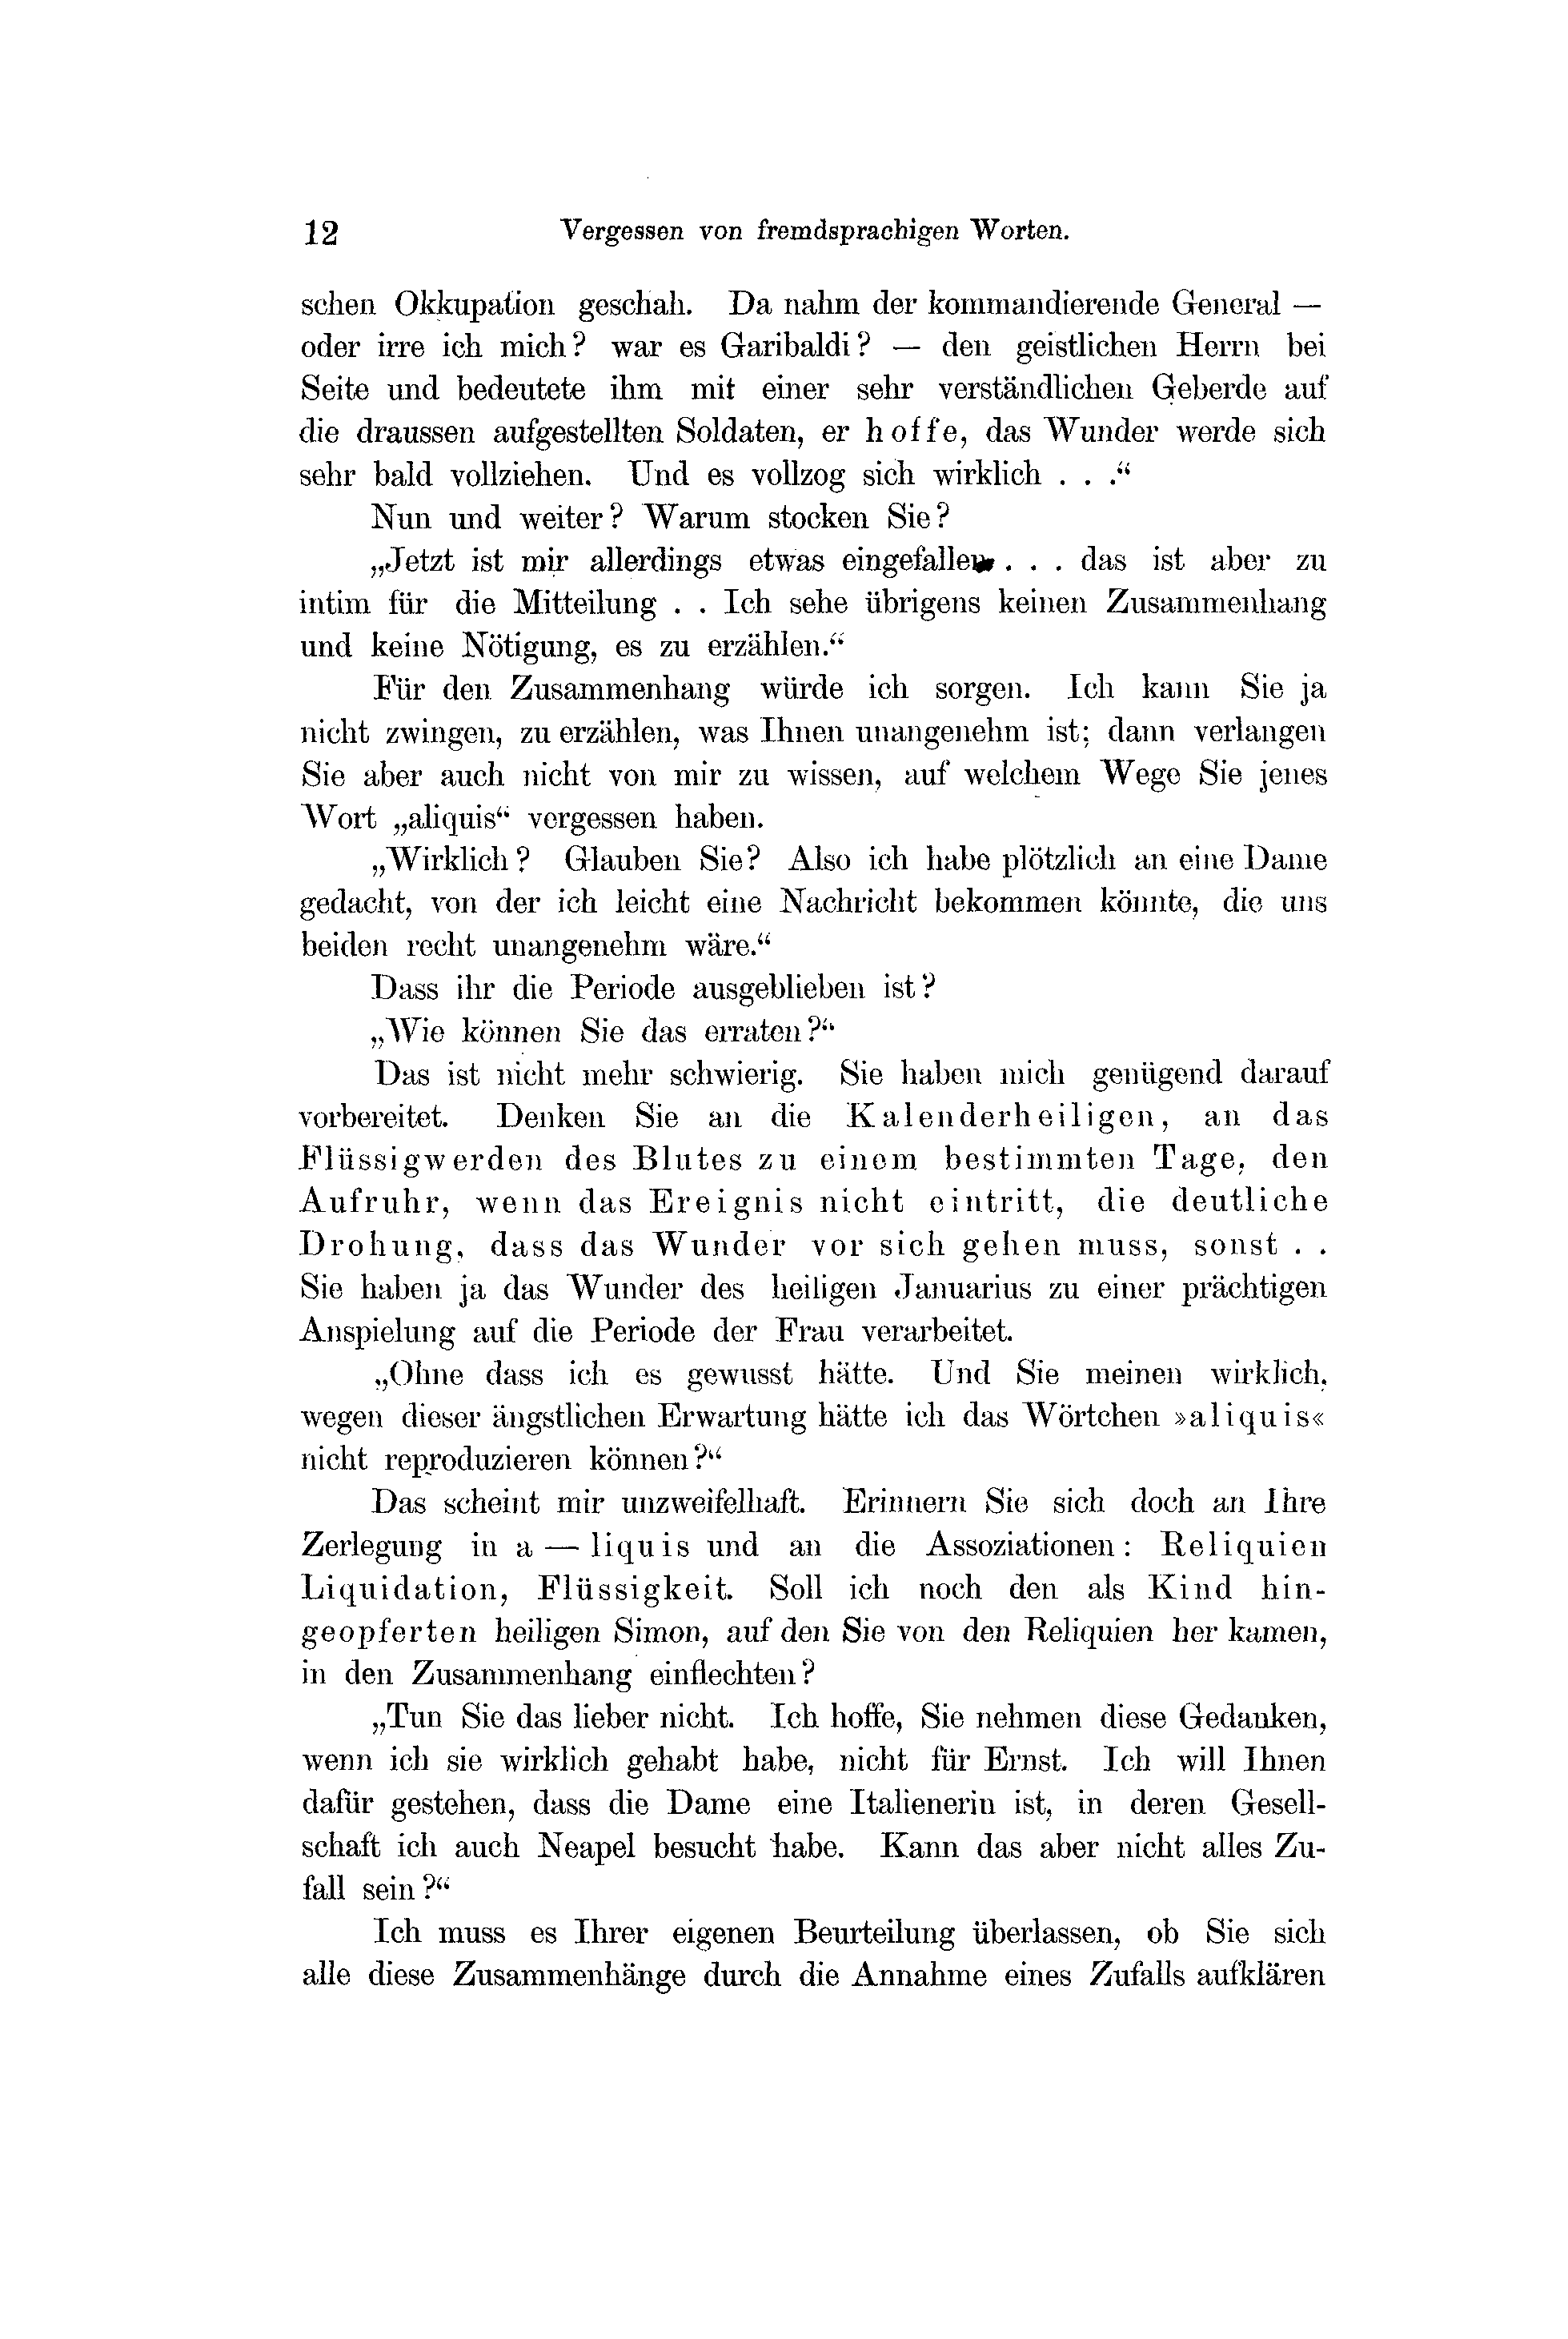 12 Vergessen von fremdsprachigen Worten.
schen Okkupation geschah. Da nahm der kommandierende General —
oder irre ich mich? war es Garibaldi? — den geistlichen Herrn bei
Seite und bedeutete ihm mit einer sehr verständlichen Geberde auf
die draussen aufgestellten Soldaten, er hoffe, das Wunder werde sich
sehr bald vollziehen. Und es vollzog sich wirklich . . .“
Nun und weiter? Warum stocken Sie?
„Jetzt ist mir allerdings etwas eingefallen . . . das ist aber zu
intim für die Mitteilung . . Ich sehe übrigens keinen Zusammenhang
und keine Nötigung, es zu erzählen.“
Für den Zusammenhang würde ich sorgen. Ich kann Sie ja
nicht zwingen, zu erzählen, was Ihnen unangenehm ist; dann verlangen
Sie aber auch nicht von mir zu wissen, auf welchem Wege Sie jenes
Wort „aliquis“ vergessen haben.
„Wirklich? Glauben Sie? Also ich habe plötzlich an eine Dame
gedacht, von der ich leicht eine Nachricht bekommen könnte, die uns
beiden recht unangenehm wäre.“
Dass ihr die Periode ausgeblieben ist?
„Wie können Sie das erraten?“
Das ist nicht mehr schwierig. Sie haben mich genügend darauf
vorbereitet. Denken Sie an die Kalenderheiligen, an das
Flüssigwerden des Blutes zu einem bestimmten Tage, den
Aufruhr, wenn das Ereignis nicht eintritt, die deutliche
Drohung, dass das Wunder vor sich gehen muss, sonst . .
Sie haben ja das Wunder des heiligen Januarius zu einer prächtigen
Anspielung auf die Periode der Frau verarbeitet.
„Ohne dass ich es gewusst hätte. Und Sie meinen wirklich,
wegen dieser ängstlichen Erwartung hätte ich das Wörtchen »aliquis«
nicht reproduzieren können?“
Das scheint mir unzweifelhaft. Erinnern Sie sich doch an Ihre
Zerlegung in a — liquis und an die Assoziationen: Reliquien
Liquidation, Flüssigkeit. Soll ich noch den als Kind hin-
geopferten heiligen Simon, auf den Sie von den Reliquien her kamen,
in den Zusammenhang einflechten?
„Tun Sie das lieber nicht. Ich hoffe, Sie nehmen diese Gedanken,
wenn ich sie wirklich gehabt habe, nicht für Ernst. Ich will Ihnen
dafür gestehen, dass die Dame eine Italienerin ist, in deren Gesell-
schaft ich auch Neapel besucht habe. Kann das aber nicht alles Zu-
fall sein?“
Ich muss es Ihrer eigenen Beurteilung überlassen, ob Sie sich
alle diese Zusammenhänge durch die Annahme eines Zufalls aufklären